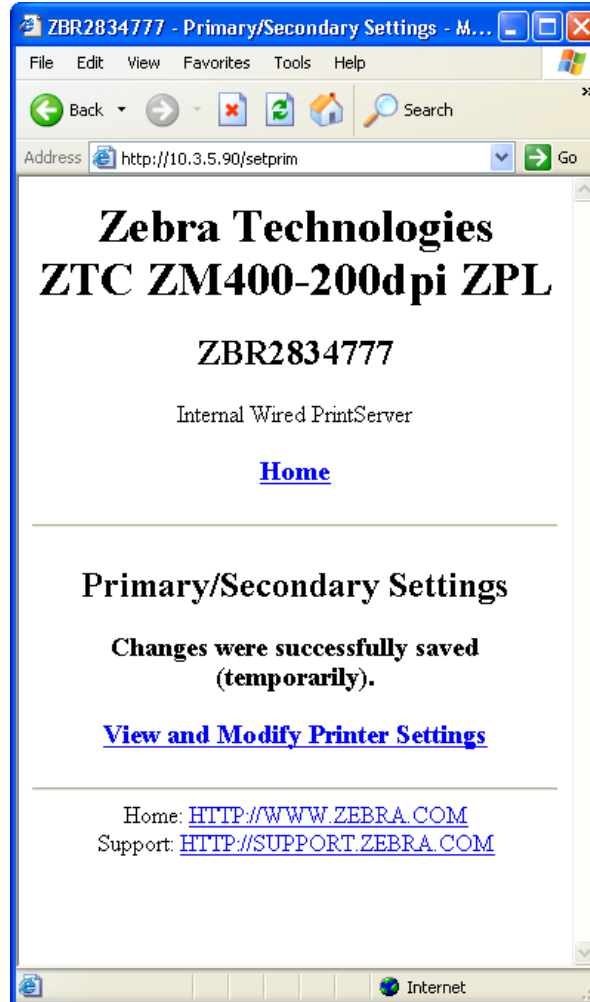 ZBR2834777 - Primary/Secondary Settings - M...
File Edit View Favorites Tools Help
Back Search »
Address http://10.3.5.90/setprim Go
Zebra Technologies
ZTC ZM400-200dpi ZPL
ZBR2834777
Internal Wired PrintServer
Home
Primary/Secondary Settings
Changes were successfully saved
(temporarily).
View and Modify Printer Settings
Home: HTTP://WWW.ZEBRA.COM
Support: HTTP://SUPPORT.ZEBRA.COM
Internet